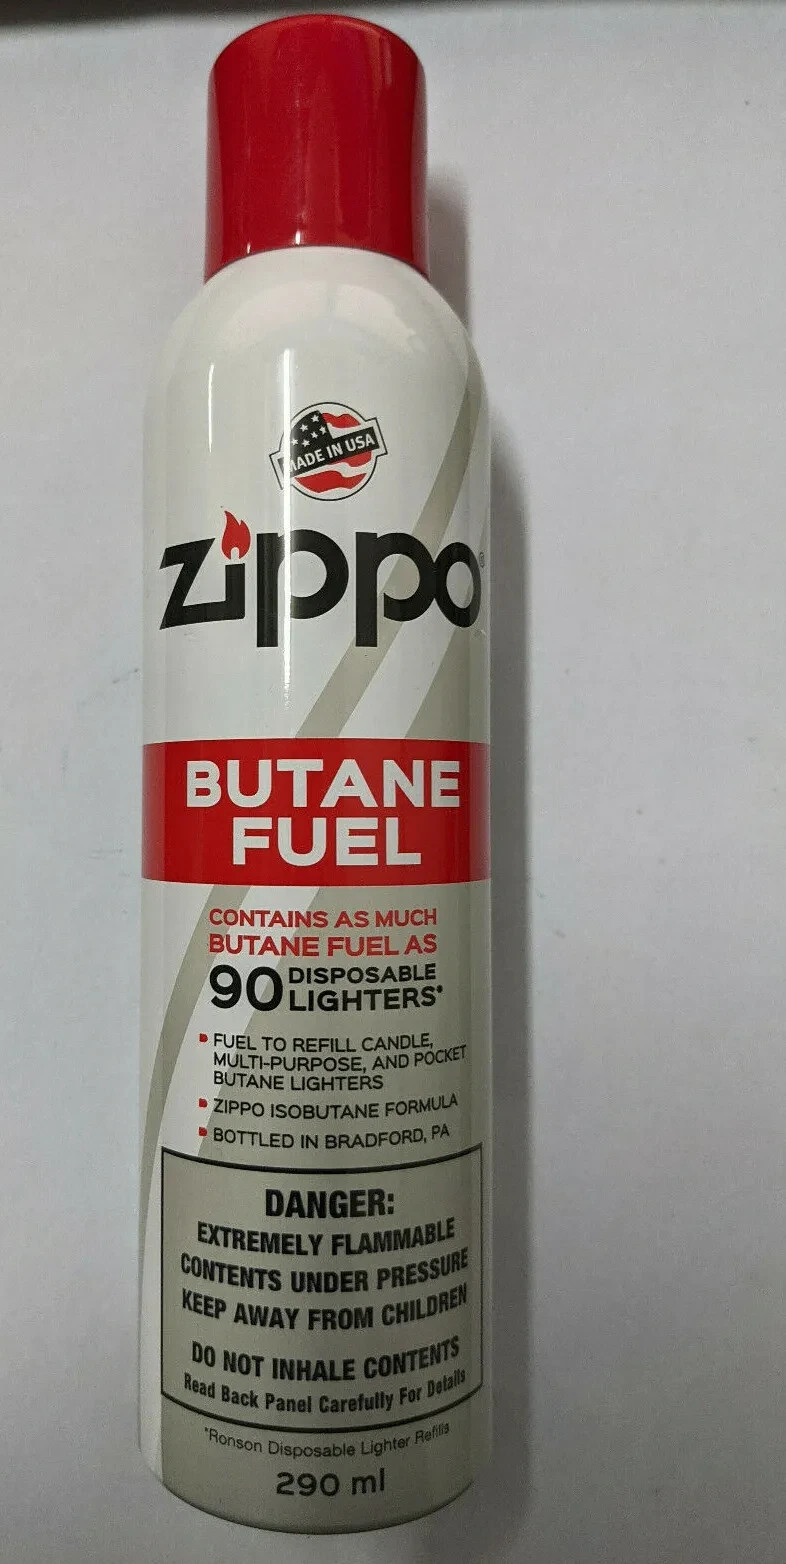 MADE IN USA
zippo®
BUTANE
FUEL
CONTAINS AS MUCH
BUTANE FUEL AS
90 DISPOSABLE
LIGHTERS*
FUEL TO REFILL CANDLE,
MULTI-PURPOSE, AND POCKET
BUTANE LIGHTERS
ZIPPO ISOBUTANE FORMULA
BOTTLED IN BRADFORD, PA
DANGER:
EXTREMELY FLAMMABLE
CONTENTS UNDER PRESSURE
KEEP AWAY FROM CHILDREN
DO NOT INHALE CONTENTS
Read Back Panel Carefully For Details
*Ronson Disposable Lighter Refills
290 ml